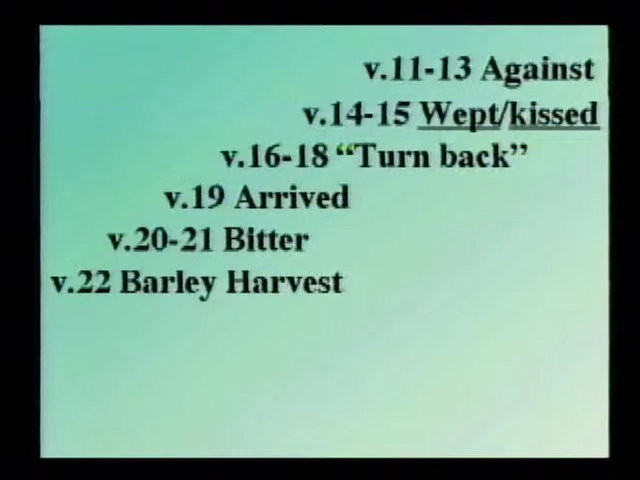 v.11-13 Against
v.14-15 Wept/kissed
v.16-18 “Turn back”
v.19 Arrived
v.20-21 Bitter
v.22 Barley Harvest